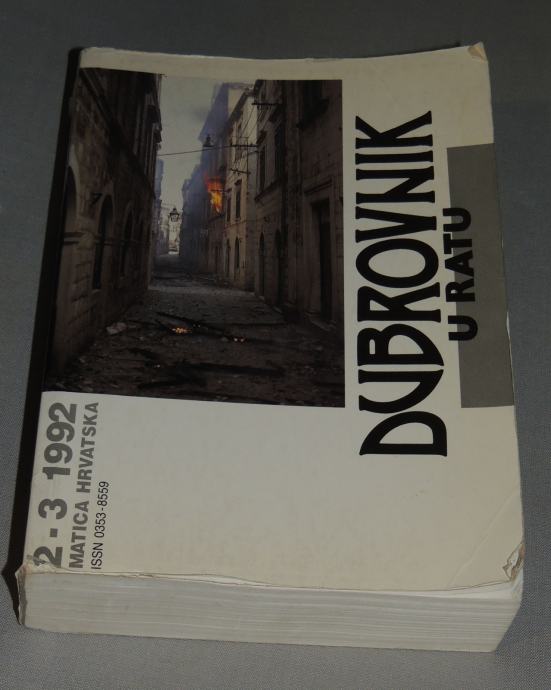 DUBROVNIK
U RATU
2 - 3 1992
MATICA HRVATSKA
ISSN 0353-8559